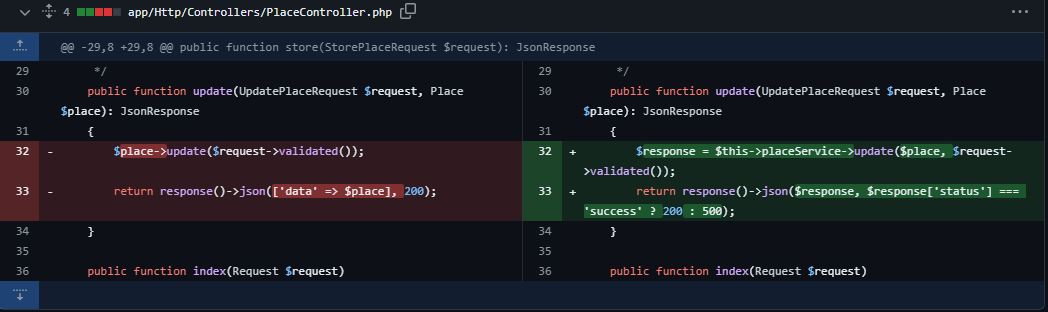 4 app/Http/Controllers/PlaceController.php
@@ -29,8 +29,8 @@ public function store(StorePlaceRequest $request): JsonResponse
29 */
30 public function update(UpdatePlaceRequest $request, Place
$place): JsonResponse
31 {
32 - $place->update($request->validated());
33 - return response()->json(['data' => $place], 200);
34 }
35
36 public function index(Request $request)
29 */
30 public function update(UpdatePlaceRequest $request, Place
$place): JsonResponse
31 {
32 + $response = $this->placeService->update($place, $request-
>validated());
33 + return response()->json($response, $response['status'] ===
'success' ? 200 : 500);
34 }
35
36 public function index(Request $request)